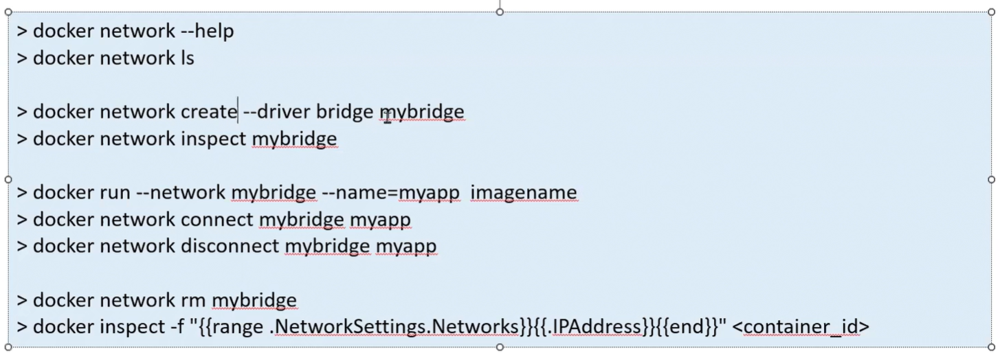 > docker network --help
> docker network ls
> docker network create --driver bridge mybridge
> docker network inspect mybridge
> docker run --network mybridge --name=myapp  imagename
> docker network connect mybridge myapp
> docker network disconnect mybridge myapp
> docker network rm mybridge
> docker inspect -f "{{range .NetworkSettings.Networks}}{{.IPAddress}}{{end}}" <container_id>